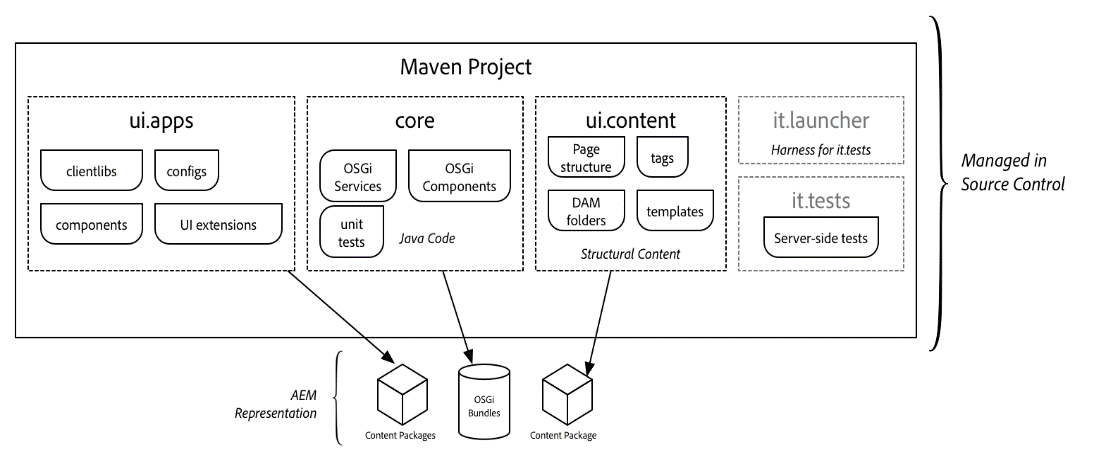 Maven Project
ui.apps
clientlibs
configs
components
UI extensions
core
OSGi
Services
OSGi
Components
unit
tests
Java Code
ui.content
Page
structure
tags
DAM
folders
templates
Structural Content
it.launcher
Harness for it.tests
it.tests
Server-side tests
Managed in
Source Control
AEM
Representation
Content Packages
OSGi
Bundles
Content Package